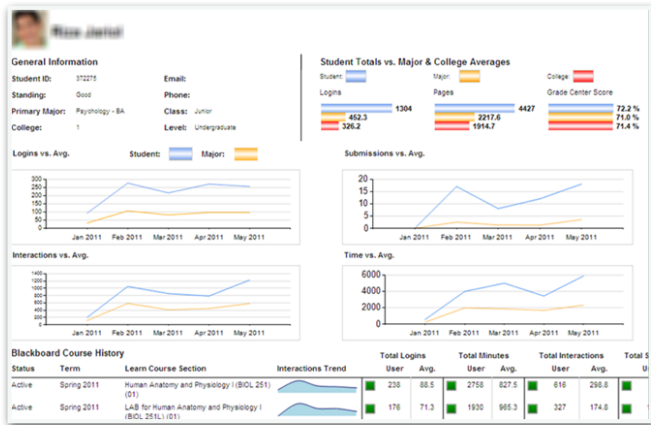 General Information
Student ID: 372275 Email:
Standing: Good Phone:
Primary Major: Psychology - BA Class: Junior
College: 1 Level: Undergraduate
Student Totals vs. Major & College Averages
Student: Major: College:
Logins Pages Grade Center Score
1304 4427 72.2 %
452.3 2217.6 71.0 %
326.2 1914.7 71.4 %
Logins vs. Avg. Student: Major:
300
250
200
150
100
50
0
Jan 2011 Feb 2011 Mar 2011 Apr 2011 May 2011
Submissions vs. Avg.
20
15
10
5
0
Jan 2011 Feb 2011 Mar 2011 Apr 2011 May 2011
Interactions vs. Avg.
1400
1200
1000
800
600
400
200
0
Jan 2011 Feb 2011 Mar 2011 Apr 2011 May 2011
Time vs. Avg.
6000
4000
2000
0
Jan 2011 Feb 2011 Mar 2011 Apr 2011 May 2011
Blackboard Course History
Total Logins Total Minutes Total Interactions Total S
Status Term Learn Course Section Interactions Trend User Avg. User Avg. User Avg. U
Active Spring 2011 Human Anatomy and Physiology I (BIOL 251) 238 88.5 2758 827.5 616 298.8
(01)
Active Spring 2011 LAB for Human Anatomy and Physiology I 176 71.3 1930 965.3 327 174.8 1
(BIOL 251L) (01)